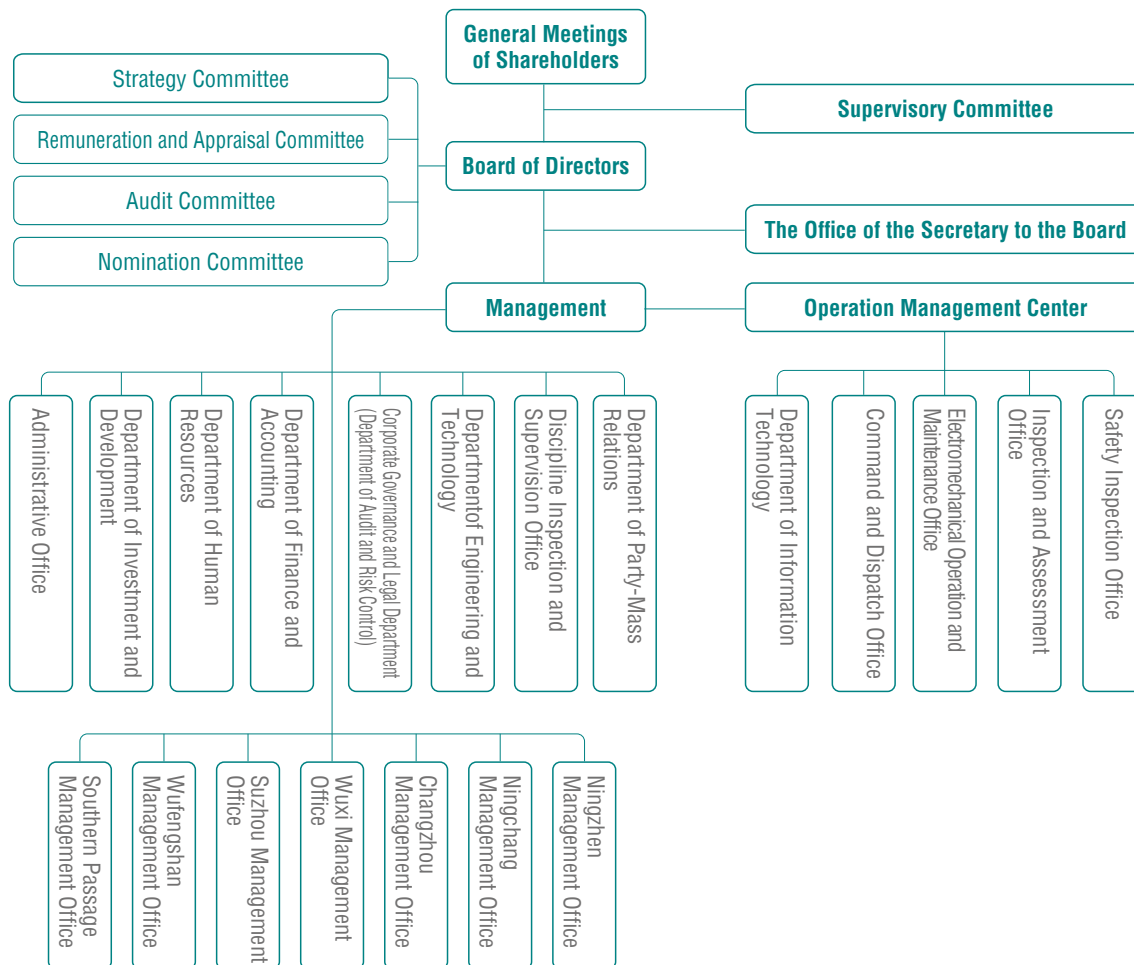 General Meetings
of Shareholders
Strategy Committee
Supervisory Committee
Remuneration and Appraisal Committee
Board of Directors
Audit Committee
The Office of the Secretary to the Board
Nomination Committee
Management
Operation Management Center
Administrative Office
Department of Investment and
Development
Department of Human
Resources
Department of Finance and
Accounting
Corporate Governance and Legal Department
(Department of Audit and Risk Control)
Departmentof Engineering and
Technology
Discipline Inspection and
Supervision Office
Department of Party-Mass
Relations
Department of Information
Technology
Command and Dispatch Office
Electromechanical Operation and
Maintenance Office
Inspection and Assessment
Office
Safety Inspection Office
Southern Passage
Management Office
Wufengshan
Management Office
Suzhou Management
Office
Wuxi Management
Office
Changzhou
Management Office
Ningchang
Management Office
Ningzhen
Management Office